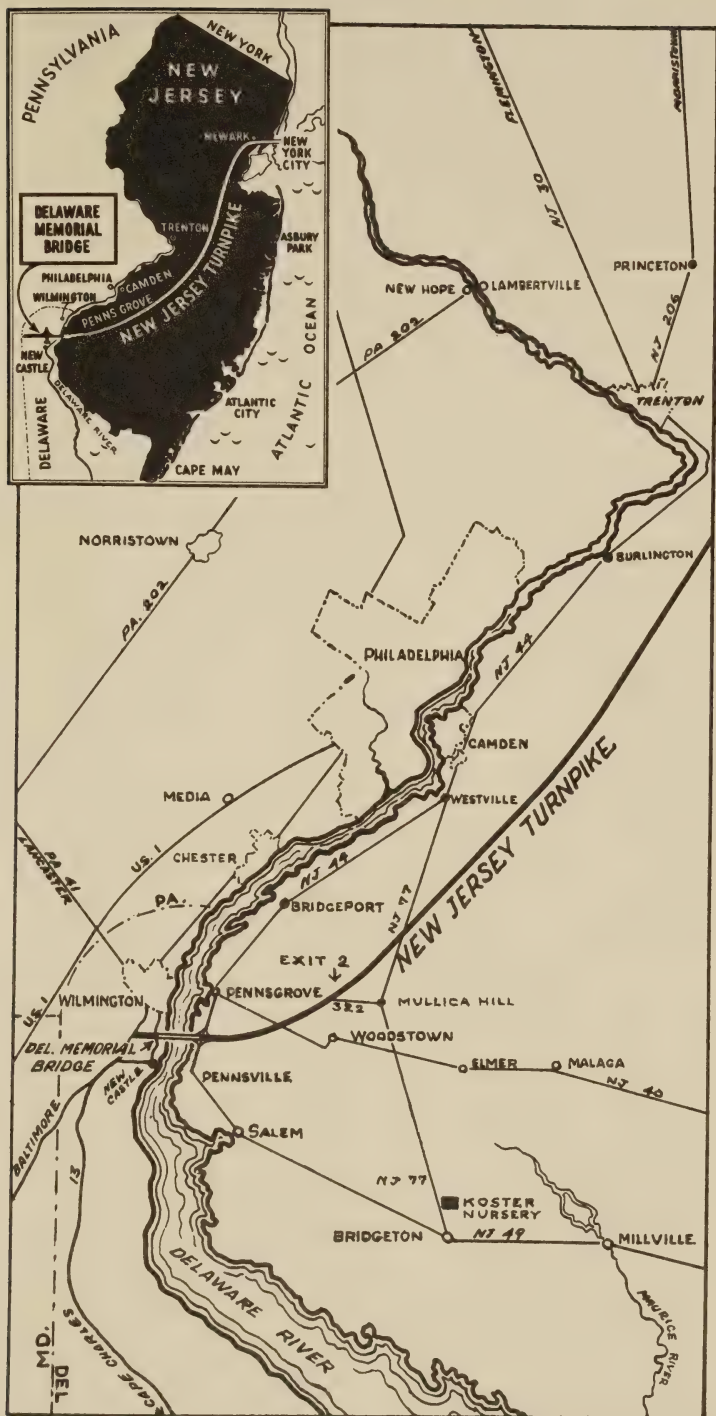 PENNSYLVANIA
NEW YORK
NEW
JERSEY
NEWARK
NEW
YORK
CITY
DELAWARE
MEMORIAL
BRIDGE
TRENTON
ASBURY
PARK
PHILADELPHIA
CAMDEN
WILMINGTON
PENNS GROVE
NEW JERSEY TURNPIKE
NEW
CASTLE
DELAWARE RIVER
DELAWARE
ATLANTIC
CITY
ATLANTIC OCEAN
CAPE MAY
FLEMINGTON
MORRISTOWN
NJ 30
PRINCETON
NEW HOPE
LAMBERTVILLE
NJ 206
PA 202
TRENTON
NORRISTOWN
BURLINGTON
PA. 202
PHILADELPHIA
NJ 44
CAMDEN
MEDIA
WESTVILLE
PA 41
LANCASTER
US. 1
CHESTER
NJ 44
NEW JERSEY TURNPIKE
PA.
BRIDGEPORT
NJ 77
EXIT 2
WILMINGTON
PENNSGROVE
322
MULLICA HILL
US. 1
DEL. MEMORIAL
BRIDGE
WOODSTOWN
NEW
CASTLE
PENNSVILLE
ELMER
MALAGA
NJ 40
BALTIMORE
SALEM
13
NJ 77
KOSTER
NURSERY
BRIDGETON
NJ 49
MILLVILLE
DELAWARE
RIVER
MAURICE
RIVER
MD.
DEL
CAPE CHARLES